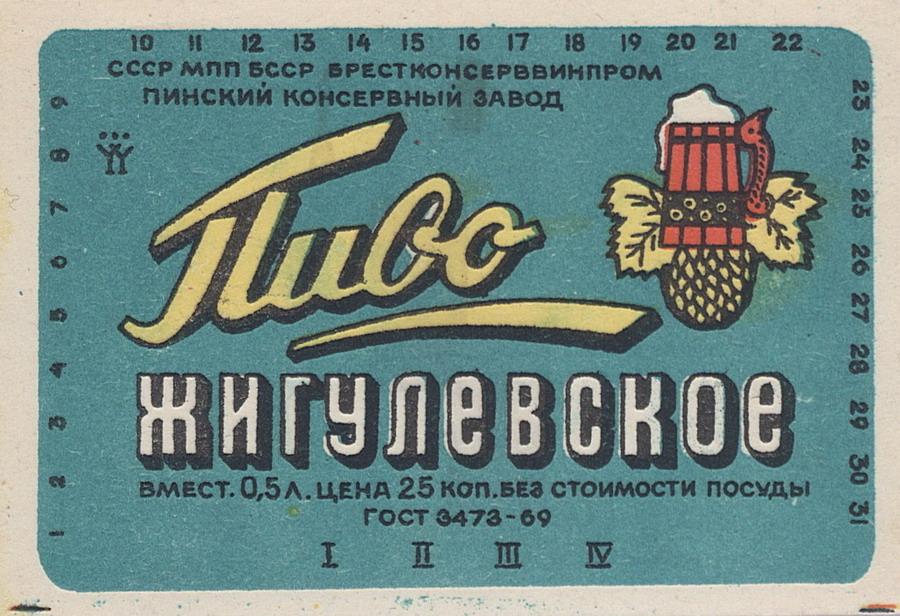 10 11 12 13 14 15 16 17 18 19 20 21 22
СССР МПП БССР БРЕСТКОНСЕРВВИНПРОМ
ПИНСКИЙ КОНСЕРВНЫЙ ЗАВОД
Пиво
ЖИГУЛЕВСКОЕ
ВМЕСТ. 0,5 Л. ЦЕНА 25 КОП. БЕЗ СТОИМОСТИ ПОСУДЫ
ГОСТ 3473-69
I II III IV
1 2 3 4 5 6 7 8 9
23 24 25 26 27 28 29 30 31